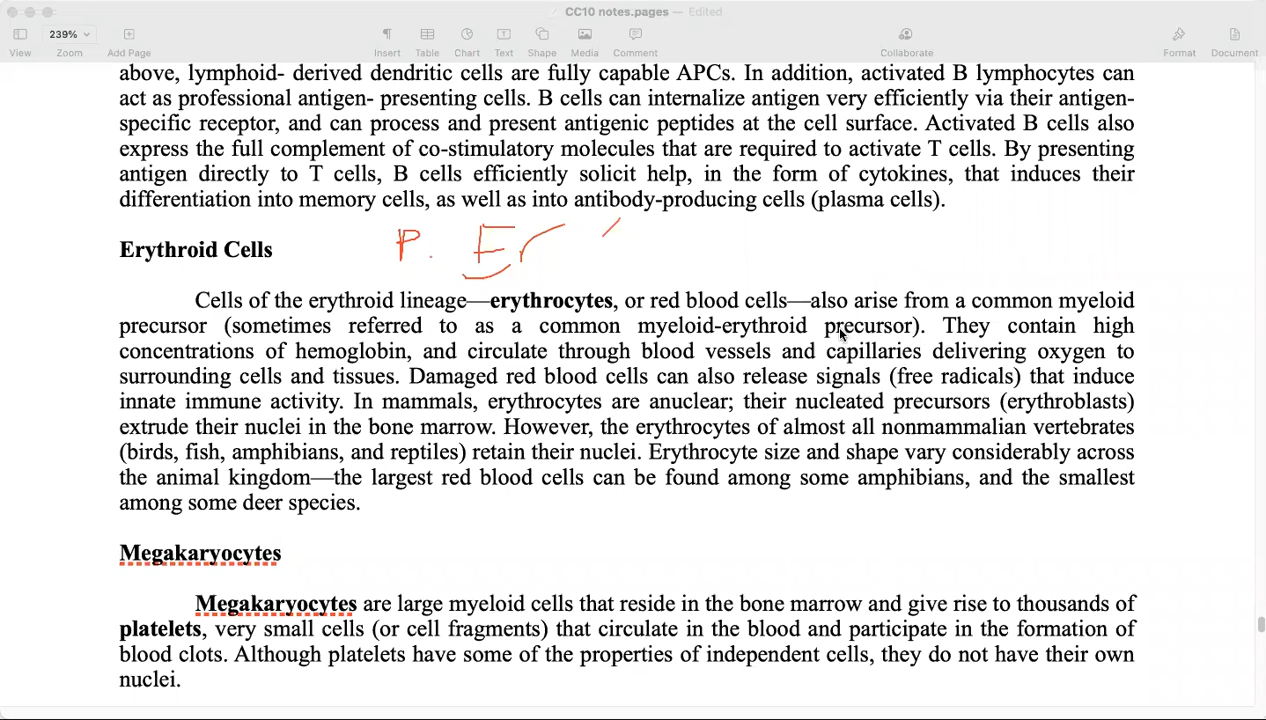 CC10 notes.pages — Edited
239%
View Zoom Add Page Insert Table Chart Text Shape Media Comment Collaborate Format Document
above, lymphoid- derived dendritic cells are fully capable APCs. In addition, activated B lymphocytes can
act as professional antigen- presenting cells. B cells can internalize antigen very efficiently via their antigen-
specific receptor, and can process and present antigenic peptides at the cell surface. Activated B cells also
express the full complement of co-stimulatory molecules that are required to activate T cells. By presenting
antigen directly to T cells, B cells efficiently solicit help, in the form of cytokines, that induces their
differentiation into memory cells, as well as into antibody-producing cells (plasma cells).
Erythroid Cells P. Er
Cells of the erythroid lineage—erythrocytes, or red blood cells—also arise from a common myeloid
precursor (sometimes referred to as a common myeloid-erythroid precursor). They contain high
concentrations of hemoglobin, and circulate through blood vessels and capillaries delivering oxygen to
surrounding cells and tissues. Damaged red blood cells can also release signals (free radicals) that induce
innate immune activity. In mammals, erythrocytes are anuclear; their nucleated precursors (erythroblasts)
extrude their nuclei in the bone marrow. However, the erythrocytes of almost all nonmammalian vertebrates
(birds, fish, amphibians, and reptiles) retain their nuclei. Erythrocyte size and shape vary considerably across
the animal kingdom—the largest red blood cells can be found among some amphibians, and the smallest
among some deer species.
Megakaryocytes
Megakaryocytes are large myeloid cells that reside in the bone marrow and give rise to thousands of
platelets, very small cells (or cell fragments) that circulate in the blood and participate in the formation of
blood clots. Although platelets have some of the properties of independent cells, they do not have their own
nuclei.